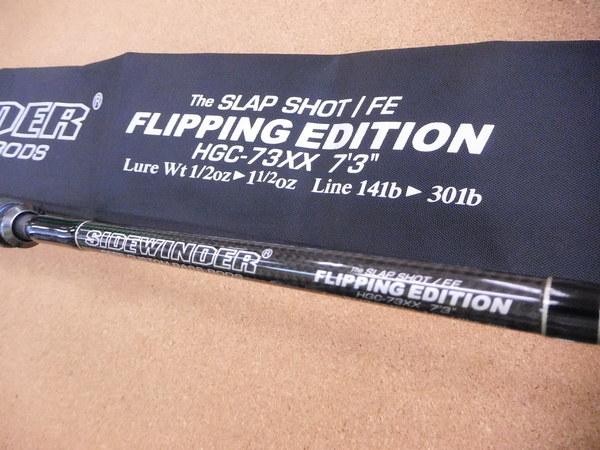 The SLAP SHOT / FE
FLIPPING EDITION
HGC-73XX 7'3"
Lure Wt 1/2oz►1 1/2oz Line 14lb► 30lb
DER®
RODS
SIDEWINDER®
The SLAP SHOT / FE
FLIPPING EDITION
HGC-73XX 7'3"